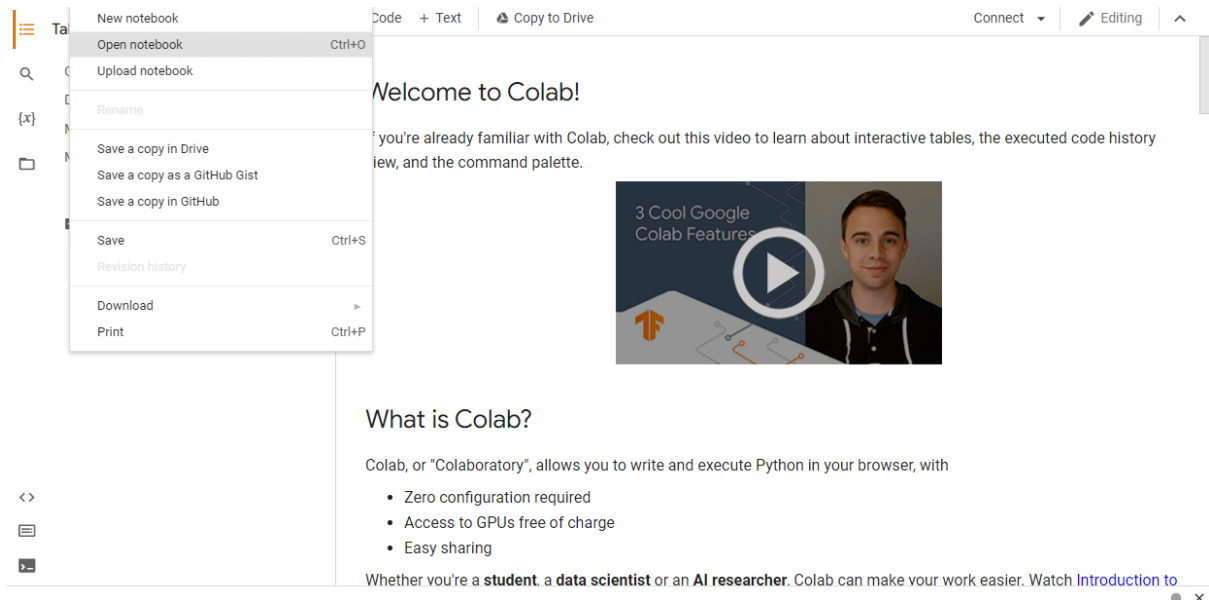 New notebook
Code + Text Copy to Drive Connect Editing
Open notebook Ctrl+O
Upload notebook
Rename
Save a copy in Drive
Save a copy as a GitHub Gist
Save a copy in GitHub
Save Ctrl+S
Revision history
Download
Print Ctrl+P
{x}
Welcome to Colab!
you're already familiar with Colab, check out this video to learn about interactive tables, the executed code history
and the command palette.
3 Cool Google
Colab Features
What is Colab?
Colab, or "Colaboratory", allows you to write and execute Python in your browser, with
• Zero configuration required
• Access to GPUs free of charge
• Easy sharing
Whether you're a student, a data scientist or an AI researcher, Colab can make your work easier. Watch Introduction to